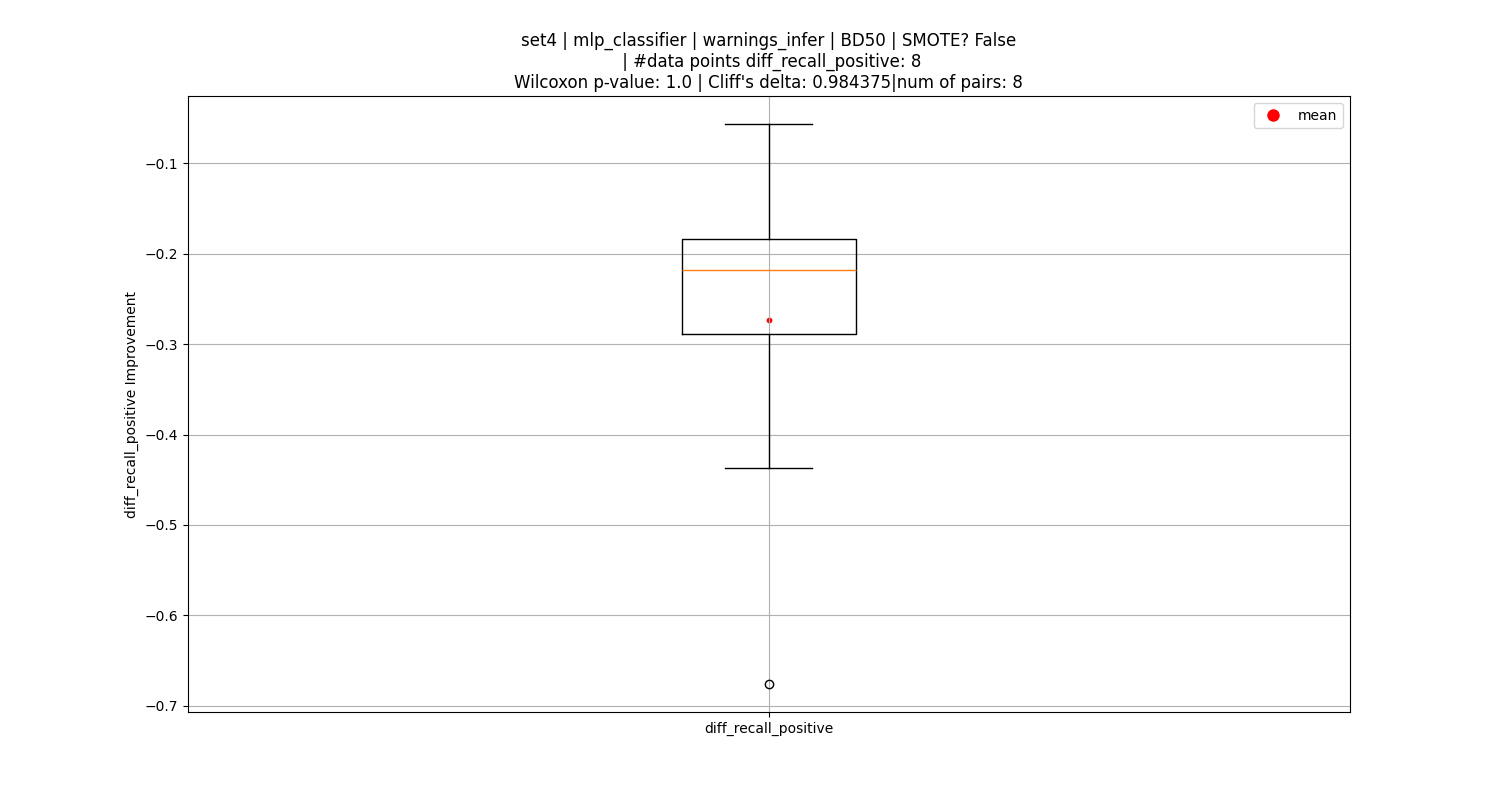 set4 | mlp_classifier | warnings_infer | BD50 | SMOTE? False
| #data points diff_recall_positive: 8
Wilcoxon p-value: 1.0 | Cliff's delta: 0.984375|num of pairs: 8
mean
−0.1
−0.2
−0.3
−0.4
−0.5
−0.6
−0.7
diff_recall_positive Improvement
diff_recall_positive